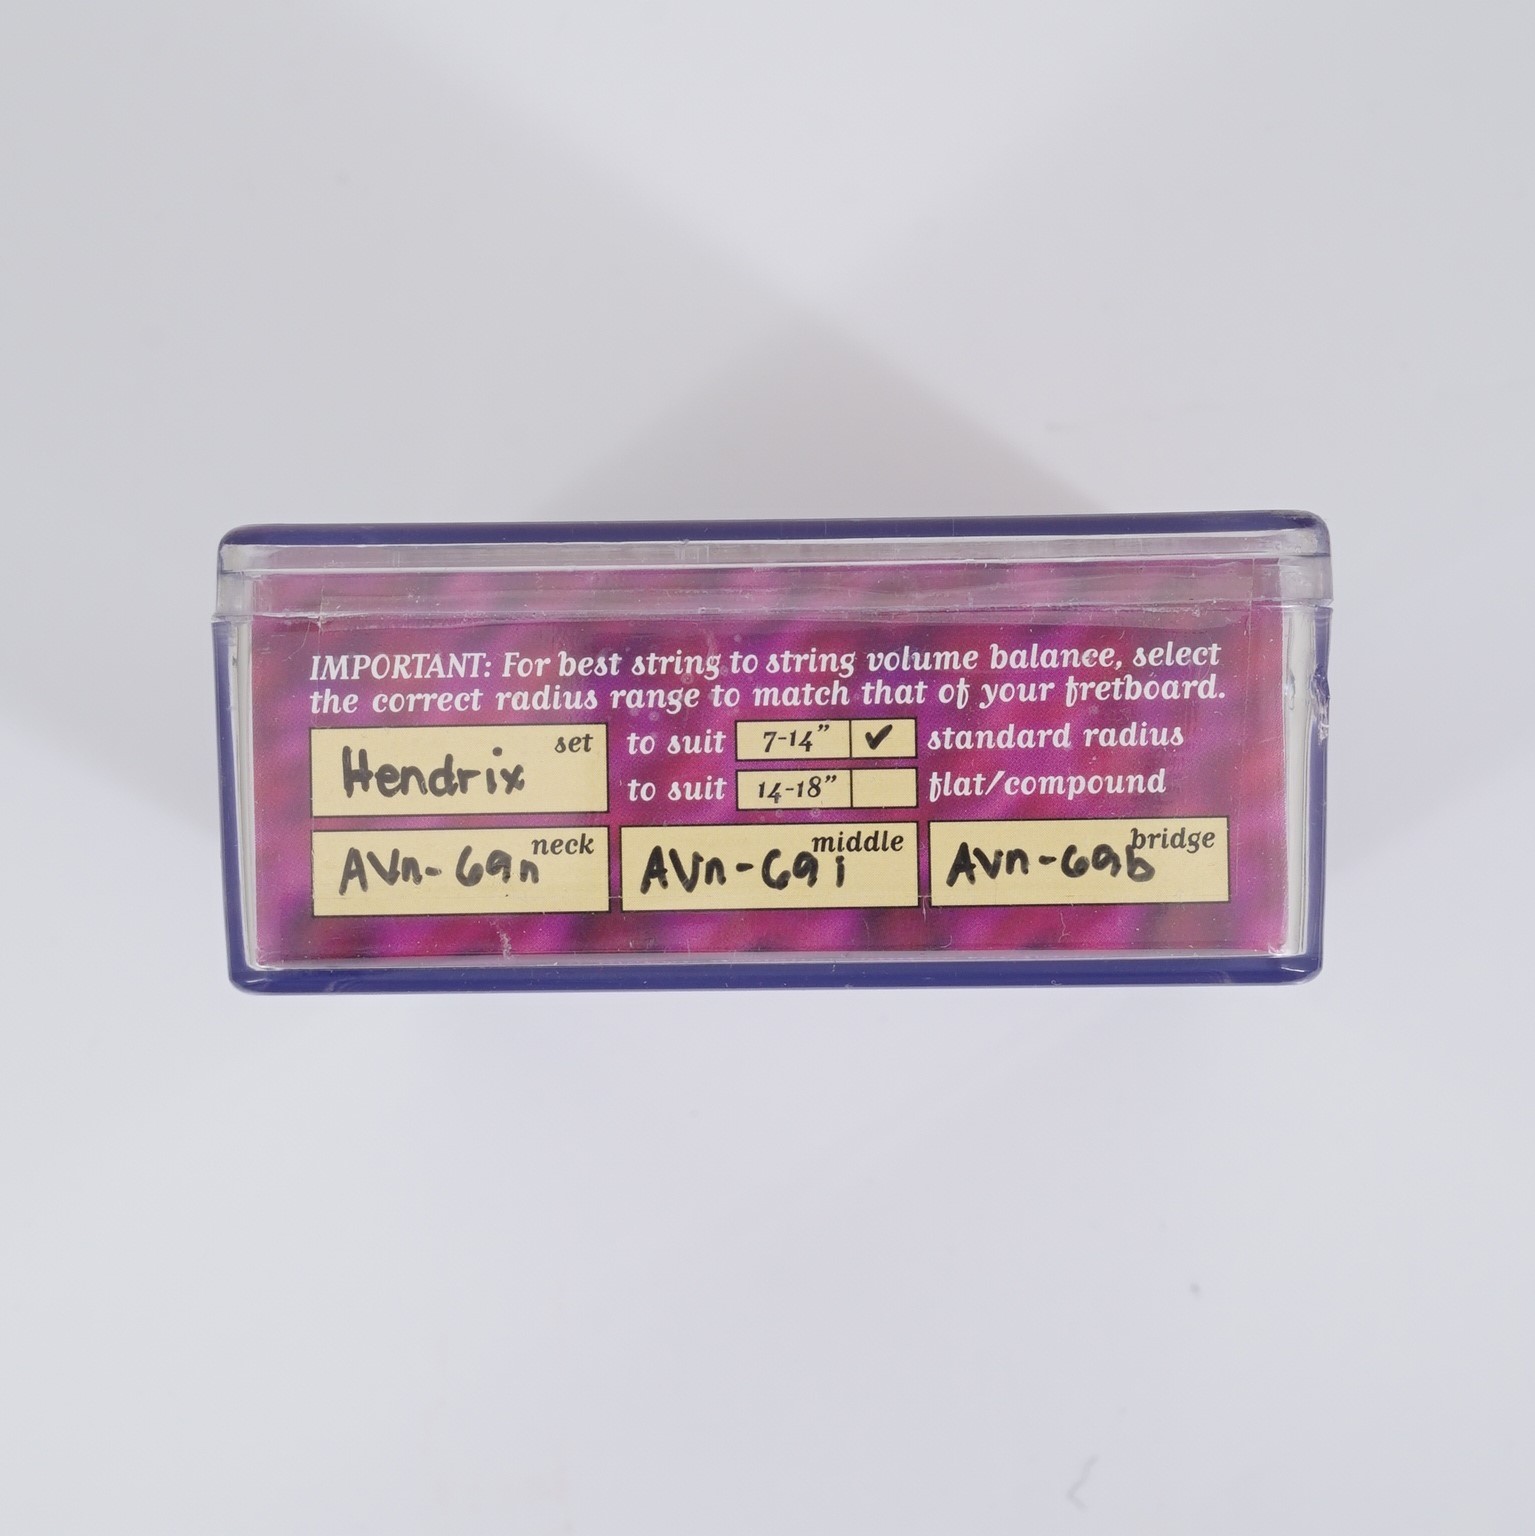 IMPORTANT: For best string to string volume balance, select
the correct radius range to match that of your fretboard.
set
Hendrix
to suit 7-14" ✓ standard radius
to suit 14-18" flat/compound
neck
AVn-69n
middle
AVn-69i
bridge
AVn-69b